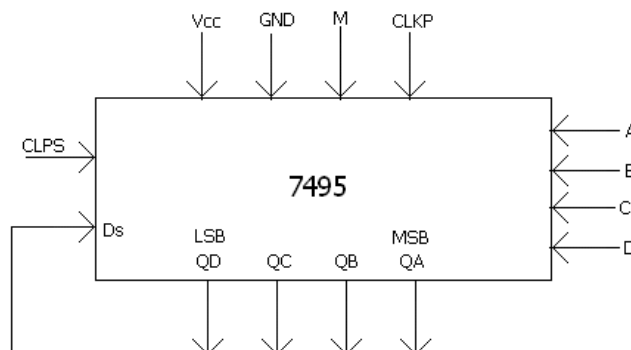 Vcc GND M CLKP
A
CLPS
B
7495
C
Ds
LSB MSB
D
QD QC QB QA